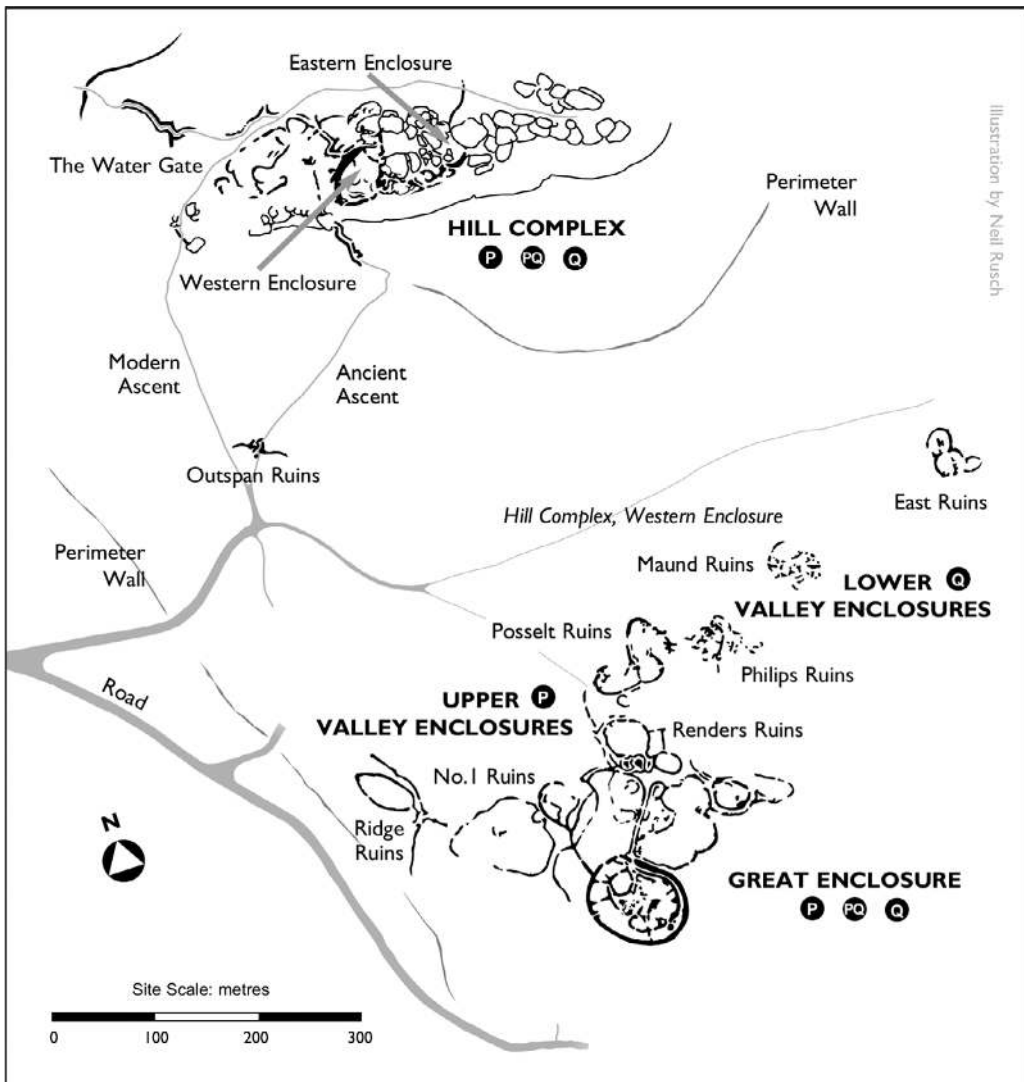 Eastern Enclosure
The Water Gate
Illustration by Neil Rusch
Perimeter
Wall
HILL COMPLEX
P PQ Q
Western Enclosure
Modern
Ascent
Ancient
Ascent
Outspan Ruins
East Ruins
Hill Complex, Western Enclosure
Perimeter
Wall
Maund Ruins
LOWER Q
VALLEY ENCLOSURES
Posselt Ruins
Philips Ruins
Road
UPPER P
VALLEY ENCLOSURES
Renders Ruins
No.1 Ruins
Ridge
Ruins
N
GREAT ENCLOSURE
P PQ Q
Site Scale: metres
0 100 200 300